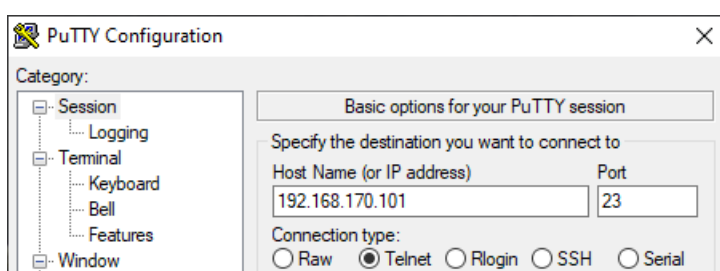 PuTTY Configuration
Category:
Session
Logging
Terminal
Keyboard
Bell
Features
Window
Basic options for your PuTTY session
Specify the destination you want to connect to
Host Name (or IP address) Port
192.168.170.101 23
Connection type:
Raw Telnet Rlogin SSH Serial